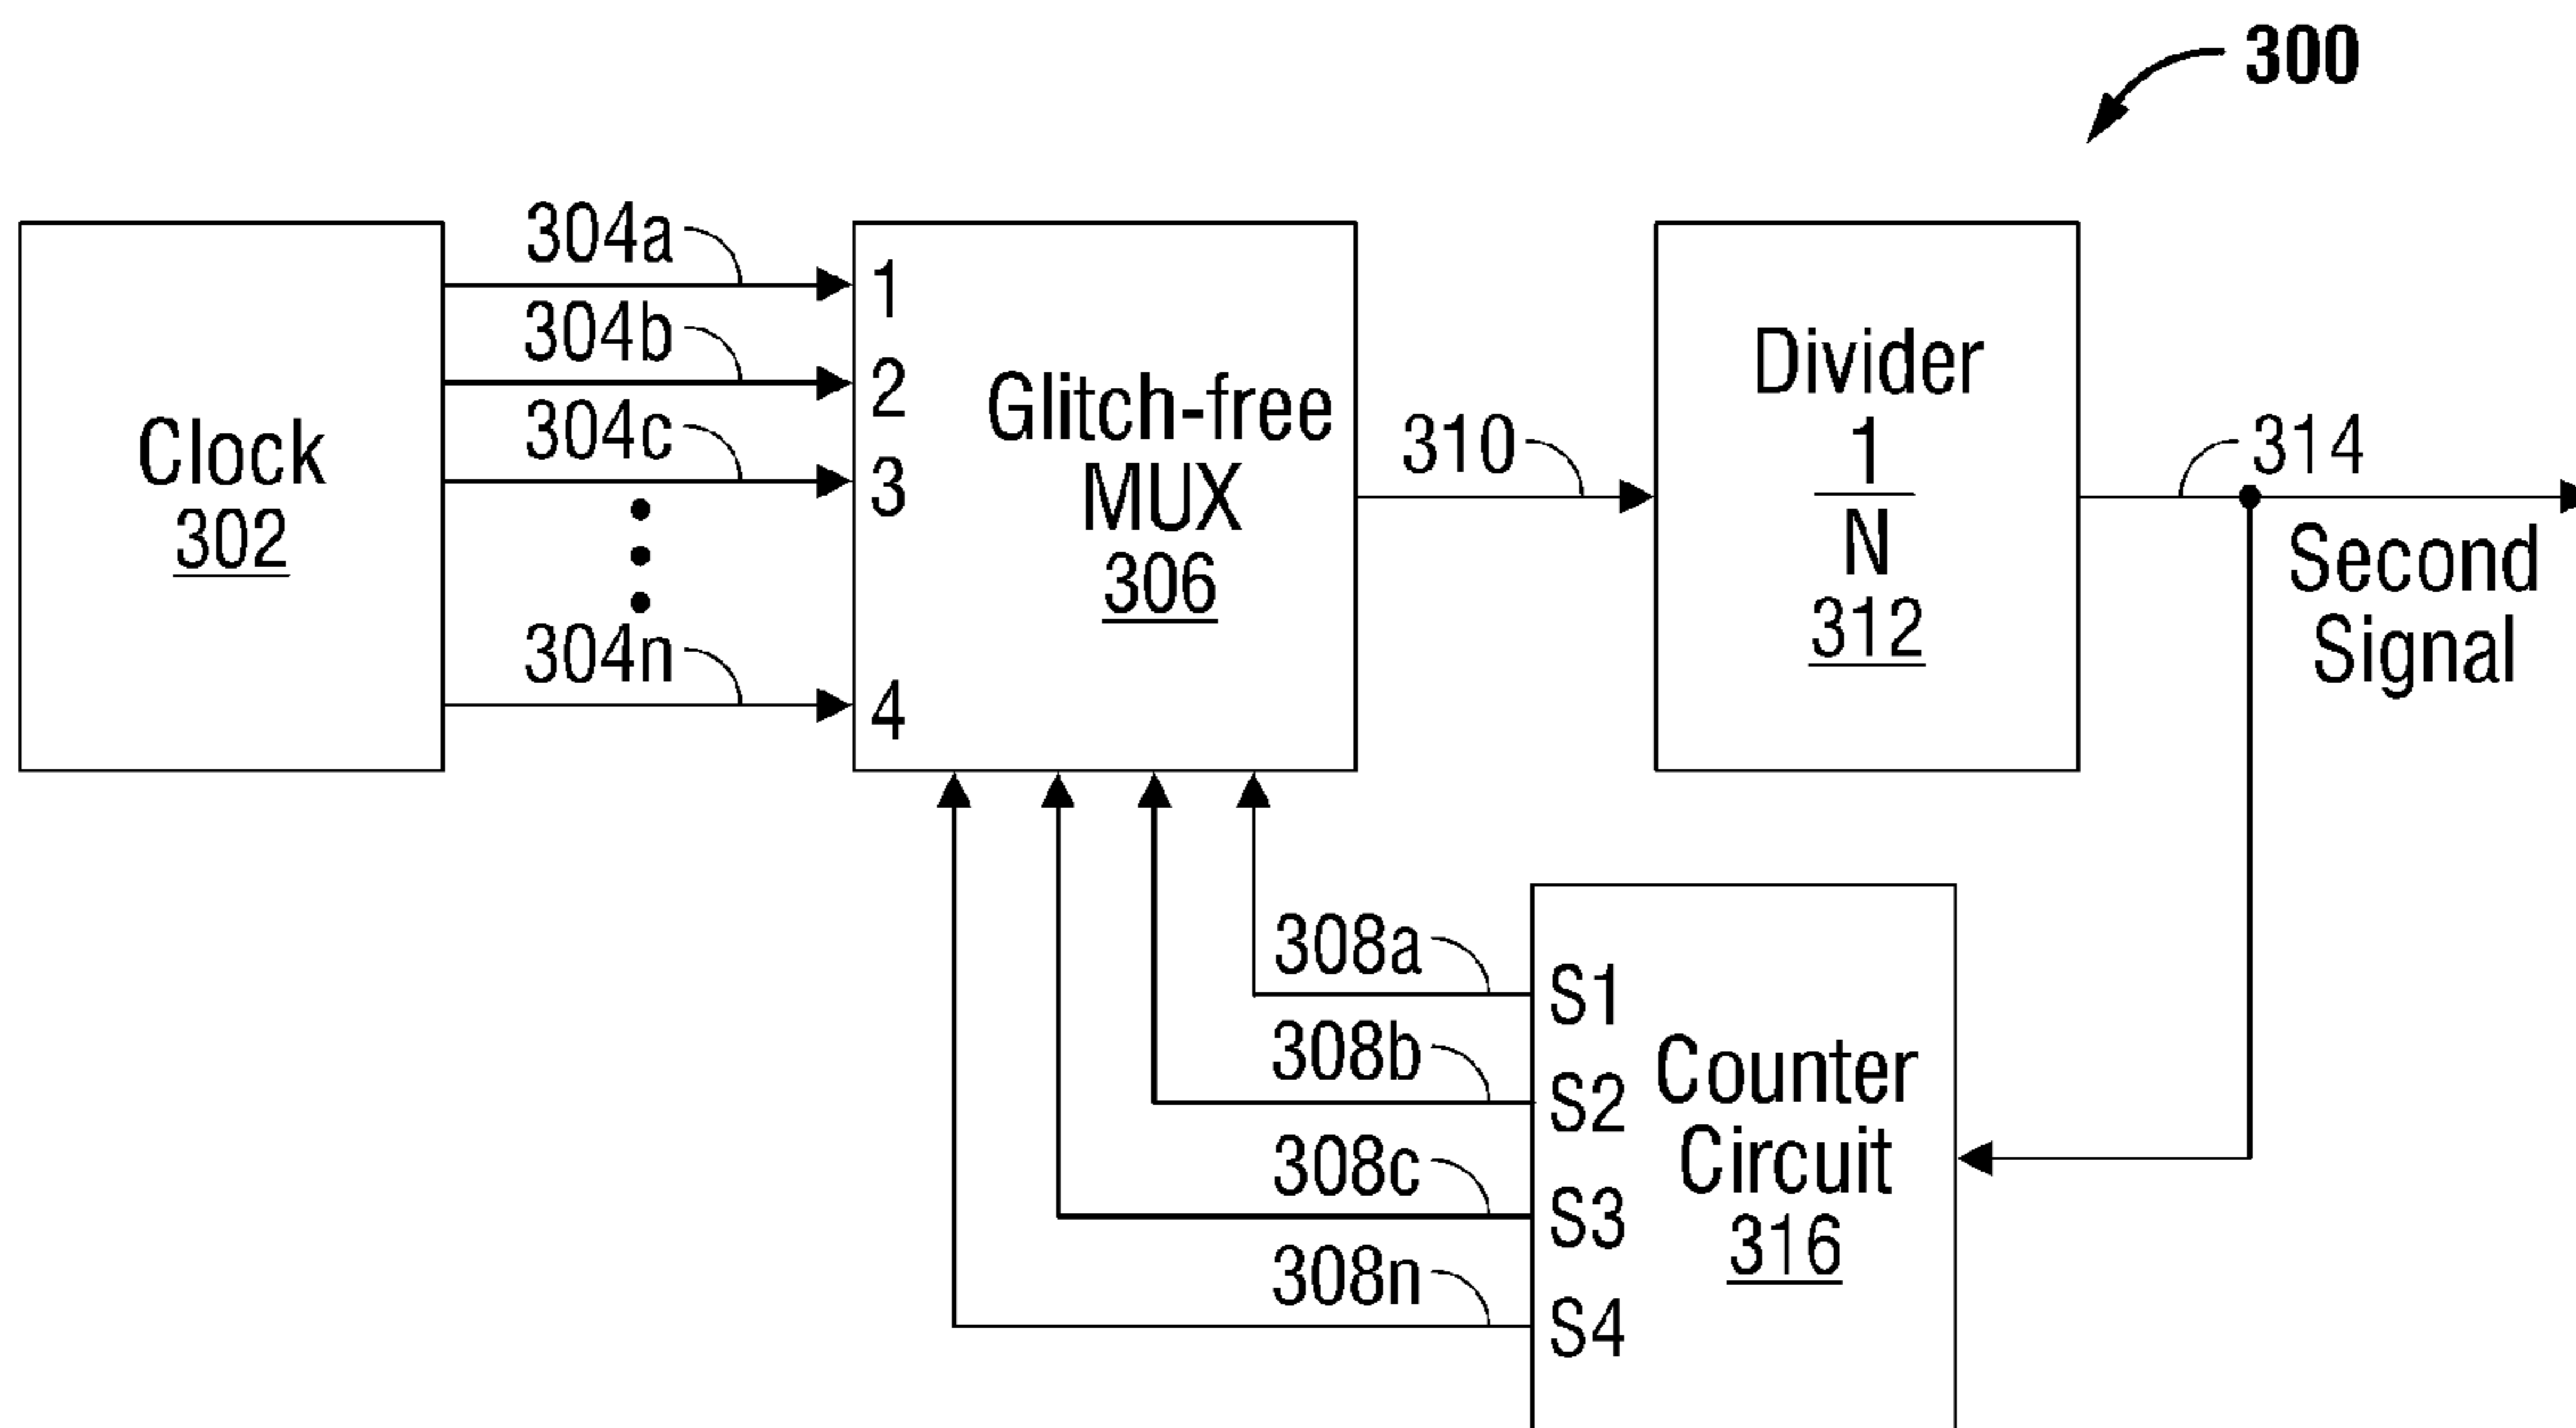 300
304a
304b
304c
304n
Clock
302
1
2
3
4
Glitch-free
MUX
306
310
Divider
1
N
312
314
Second
Signal
308a
308b
308c
308n
S1
S2
S3
S4
Counter
Circuit
316